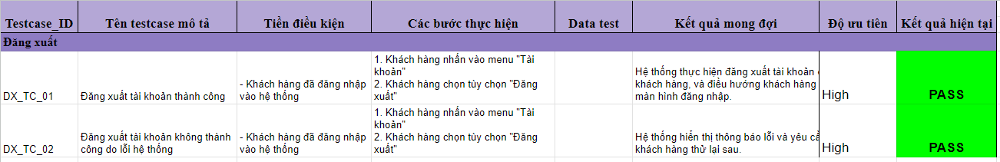 Testcase_ID Tên testcase mô tả Tiền điều kiện Các bước thực hiện Data test Kết quả mong đợi Độ ưu tiên Kết quả hiện tại
Đăng xuất
DX_TC_01
Đăng xuất tài khoản thành công
- Khách hàng đã đăng nhập
vào hệ thống
1. Khách hàng nhấn vào menu "Tài
khoản"
2. Khách hàng chọn tùy chọn "Đăng
xuất"
Hệ thống thực hiện đăng xuất tài khoản
khách hàng, và điều hướng khách hàng
màn hình đăng nhập.
High
PASS
DX_TC_02
Đăng xuất tài khoản không thành
công do lỗi hệ thống
- Khách hàng đã đăng nhập
vào hệ thống
1. Khách hàng nhấn vào menu "Tài
khoản"
2. Khách hàng chọn tùy chọn "Đăng
xuất"
Hệ thống hiển thị thông báo lỗi và yêu
khách hàng thử lại sau.
High
PASS